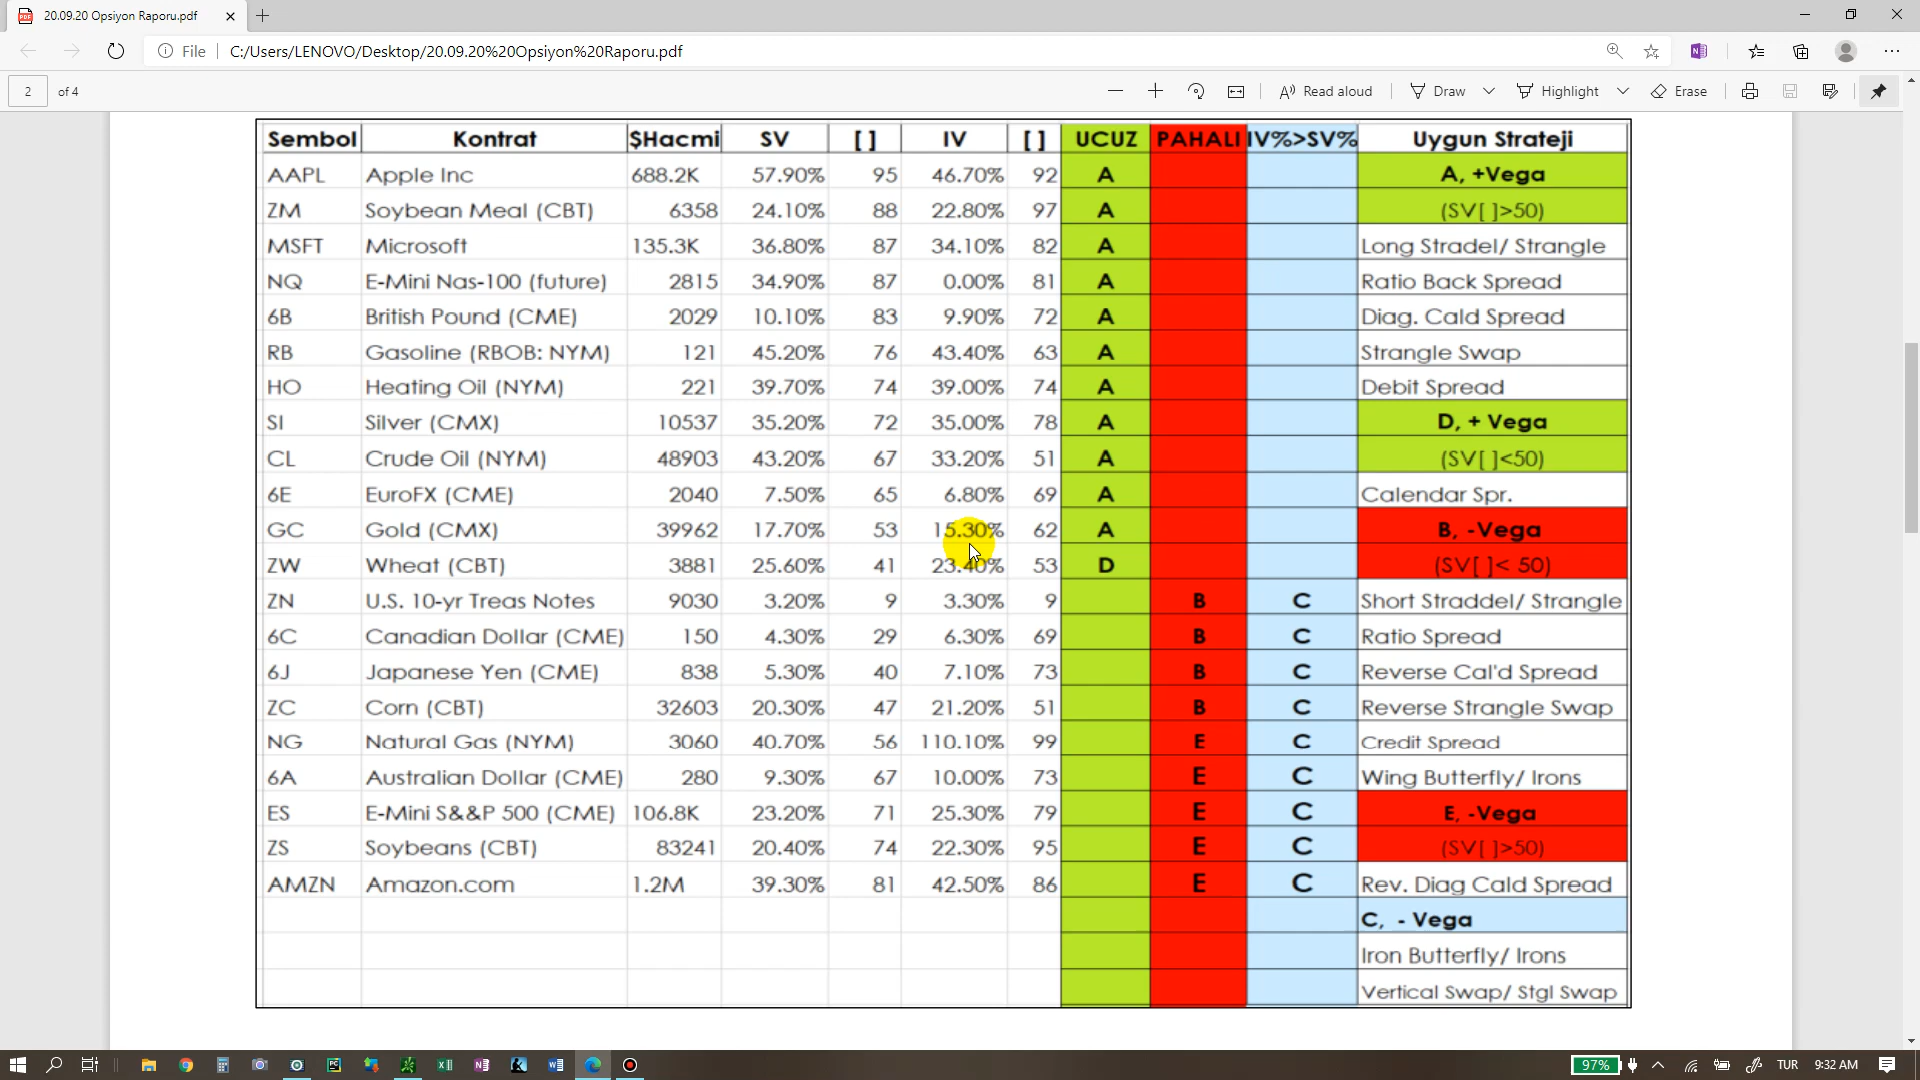 20.09.20 Opsiyon Raporu.pdf
File C:/Users/LENOVO/Desktop/20.09.20%20Opsiyon%20Raporu.pdf
2 of 4 Read aloud Draw Highlight Erase
Sembol Kontrat $Hacmi SV [ ] IV [ ] UCUZ PAHALI IV%>SV% Uygun Strateji
AAPL Apple Inc 688.2K 57.90% 95 46.70% 92 A A, +Vega
ZM Soybean Meal (CBT) 6358 24.10% 88 22.80% 97 A (SV[ ]>50)
MSFT Microsoft 135.3K 36.80% 87 34.10% 82 A Long Stradel/ Strangle
NQ E-Mini Nas-100 (future) 2815 34.90% 87 0.00% 81 A Ratio Back Spread
6B British Pound (CME) 2029 10.10% 83 9.90% 72 A Diag. Cald Spread
RB Gasoline (RBOB: NYM) 121 45.20% 76 43.40% 63 A Strangle Swap
HO Heating Oil (NYM) 221 39.70% 74 39.00% 74 A Debit Spread
SI Silver (CMX) 10537 35.20% 72 35.00% 78 A D, + Vega
CL Crude Oil (NYM) 48903 43.20% 67 33.20% 51 A (SV[ ]<50)
6E EuroFX (CME) 2040 7.50% 65 6.80% 69 A Calendar Spr.
GC Gold (CMX) 39962 17.70% 53 15.30% 62 A B, -Vega
ZW Wheat (CBT) 3881 25.60% 41 23.40% 53 D (SV[ ]< 50)
ZN U.S. 10-yr Treas Notes 9030 3.20% 9 3.30% 9 B C Short Straddel/ Strangle
6C Canadian Dollar (CME) 150 4.30% 29 6.30% 69 B C Ratio Spread
6J Japanese Yen (CME) 838 5.30% 40 7.10% 73 B C Reverse Cal'd Spread
ZC Corn (CBT) 32603 20.30% 47 21.20% 51 B C Reverse Strangle Swap
NG Natural Gas (NYM) 3060 40.70% 56 110.10% 99 E C Credit Spread
6A Australian Dollar (CME) 280 9.30% 67 10.00% 73 E C Wing Butterfly/ Irons
ES E-Mini S&&P 500 (CME) 106.8K 23.20% 71 25.30% 79 E C E, -Vega
ZS Soybeans (CBT) 83241 20.40% 74 22.30% 95 E C (SV[ ]>50)
AMZN Amazon.com 1.2M 39.30% 81 42.50% 86 E C Rev. Diag Cald Spread
C, - Vega
Iron Butterfly/ Irons
Vertical Swap/ Stgl Swap
97% TUR 9:32 AM